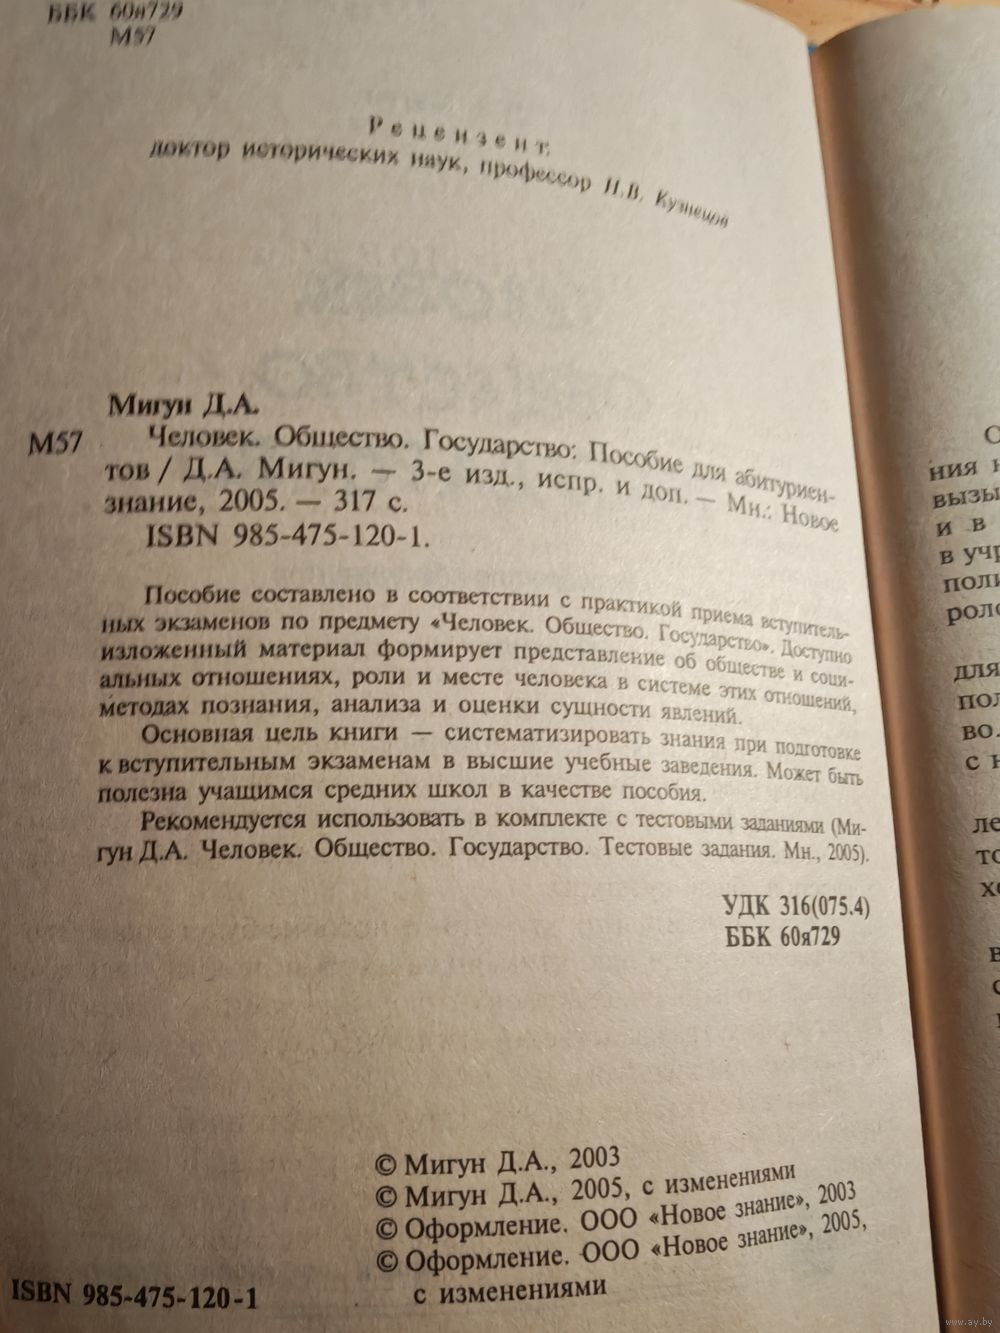 ББК 60я729
М57
Рецензент:
доктор исторических наук, профессор Н.В. Кузнецов
Мигун Д.А.
М57 Человек. Общество. Государство: Пособие для абитуриен-
тов / Д.А. Мигун. — 3-е изд., испр. и доп. — Мн.: Новое
знание, 2005. — 317 с.
ISBN 985-475-120-1.
Пособие составлено в соответствии с практикой приема вступитель-
ных экзаменов по предмету «Человек. Общество. Государство». Доступно
изложенный материал формирует представление об обществе и соци-
альных отношениях, роли и месте человека в системе этих отношений,
методах познания, анализа и оценки сущности явлений.
Основная цель книги — систематизировать знания при подготовке
к вступительным экзаменам в высшие учебные заведения. Может быть
полезна учащимся средних школ в качестве пособия.
Рекомендуется использовать в комплекте с тестовыми заданиями (Ми-
гун Д.А. Человек. Общество. Государство. Тестовые задания. Мн., 2005).
УДК 316(075.4)
ББК 60я729
© Мигун Д.А., 2003
© Мигун Д.А., 2005, с изменениями
© Оформление. ООО «Новое знание», 2003
© Оформление. ООО «Новое знание», 2005,
с изменениями
ISBN 985-475-120-1
ния
и в
с
www.ay.by